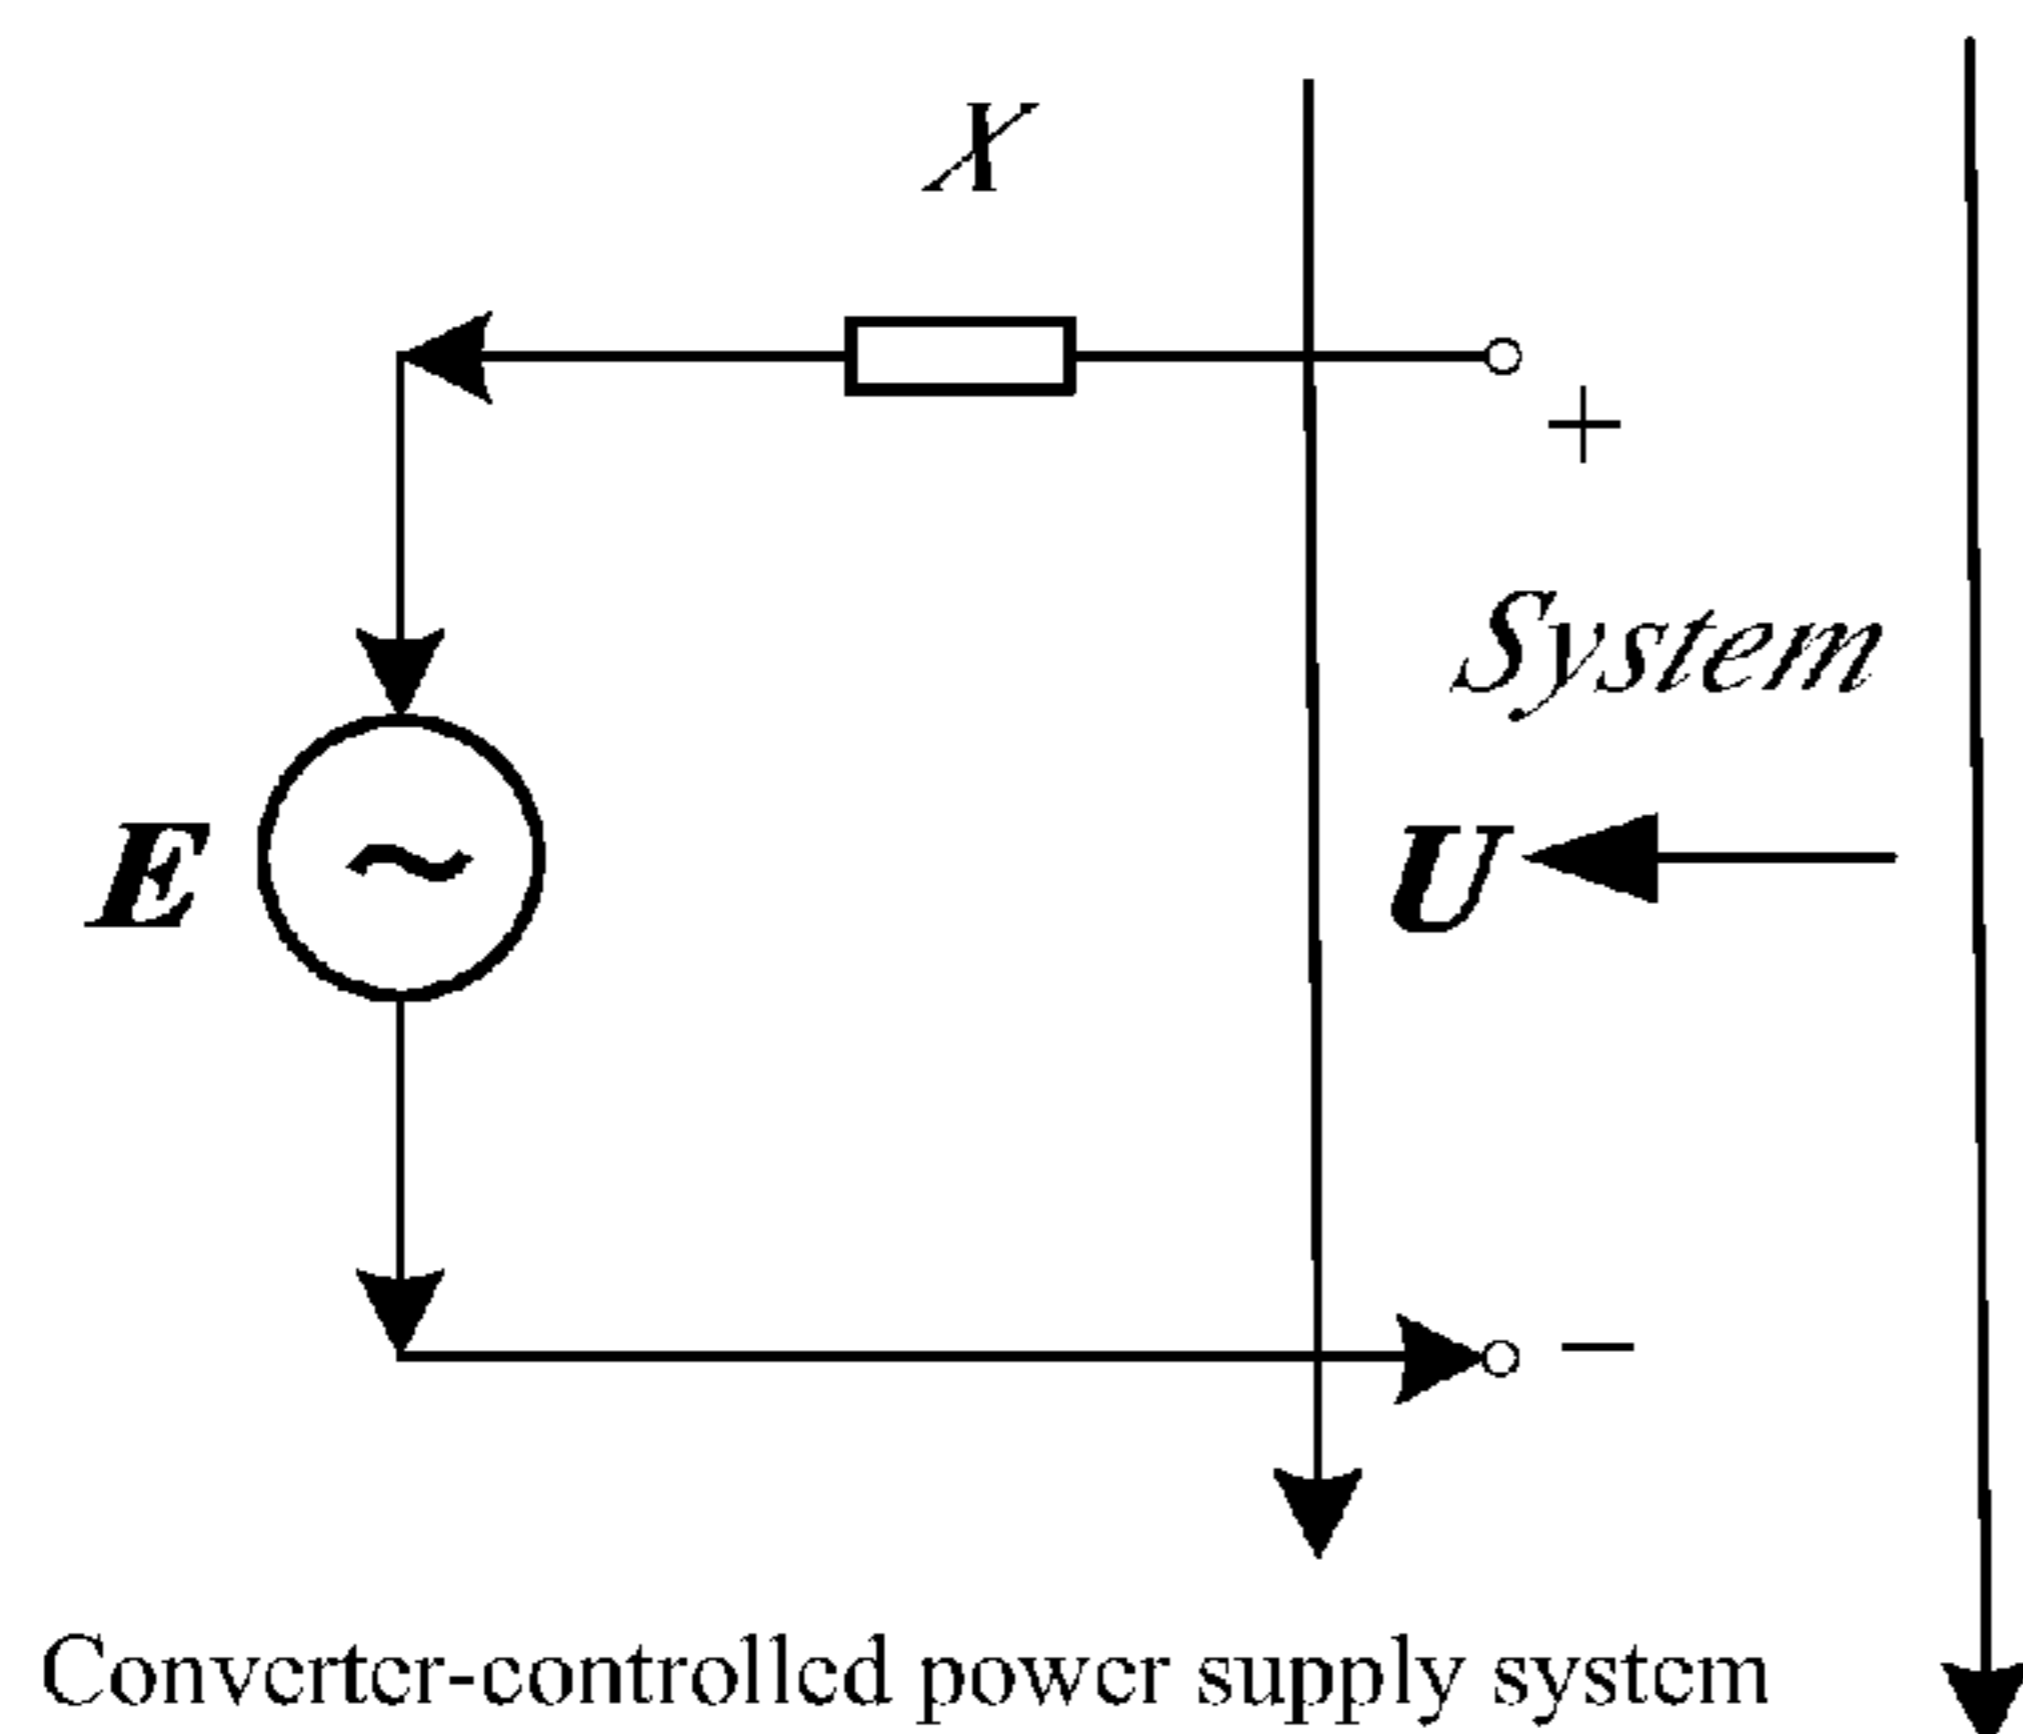 X
+
System
E
~
U
−
Converter-controlled power supply system